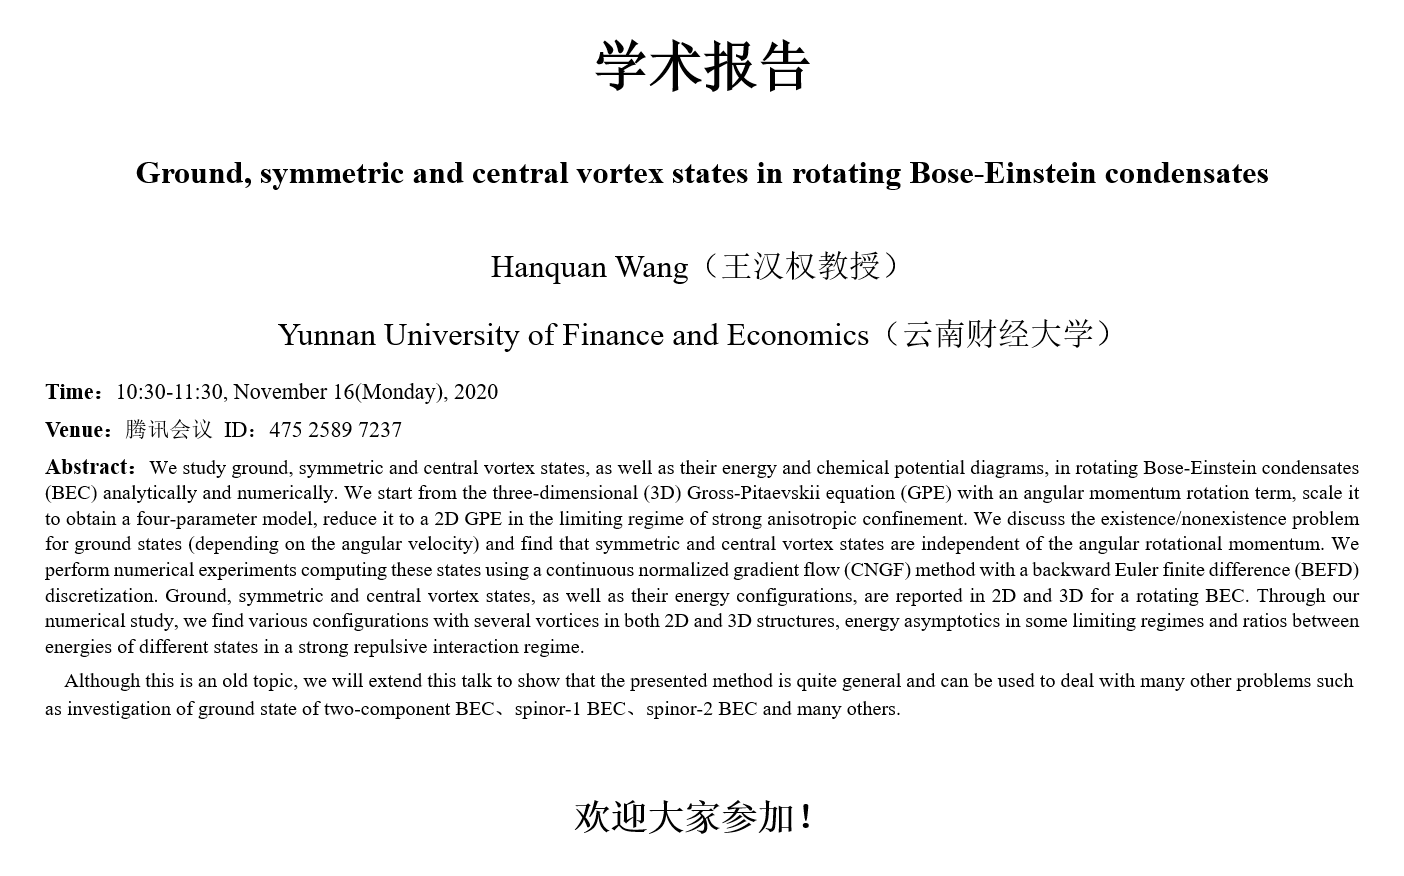 学术报告
Ground, symmetric and central vortex states in rotating Bose-Einstein condensates
Hanquan Wang（王汉权教授）
Yunnan University of Finance and Economics（云南财经大学）
Time：10:30-11:30, November 16(Monday), 2020
Venue：腾讯会议 ID：475 2589 7237
Abstract：We study ground, symmetric and central vortex states, as well as their energy and chemical potential diagrams, in rotating Bose-Einstein condensates
(BEC) analytically and numerically. We start from the three-dimensional (3D) Gross-Pitaevskii equation (GPE) with an angular momentum rotation term, scale it
to obtain a four-parameter model, reduce it to a 2D GPE in the limiting regime of strong anisotropic confinement. We discuss the existence/nonexistence problem
for ground states (depending on the angular velocity) and find that symmetric and central vortex states are independent of the angular rotational momentum. We
perform numerical experiments computing these states using a continuous normalized gradient flow (CNGF) method with a backward Euler finite difference (BEFD)
discretization. Ground, symmetric and central vortex states, as well as their energy configurations, are reported in 2D and 3D for a rotating BEC. Through our
numerical study, we find various configurations with several vortices in both 2D and 3D structures, energy asymptotics in some limiting regimes and ratios between
energies of different states in a strong repulsive interaction regime.
Although this is an old topic, we will extend this talk to show that the presented method is quite general and can be used to deal with many other problems such
as investigation of ground state of two-component BEC、spinor-1 BEC、spinor-2 BEC and many others.
欢迎大家参加！